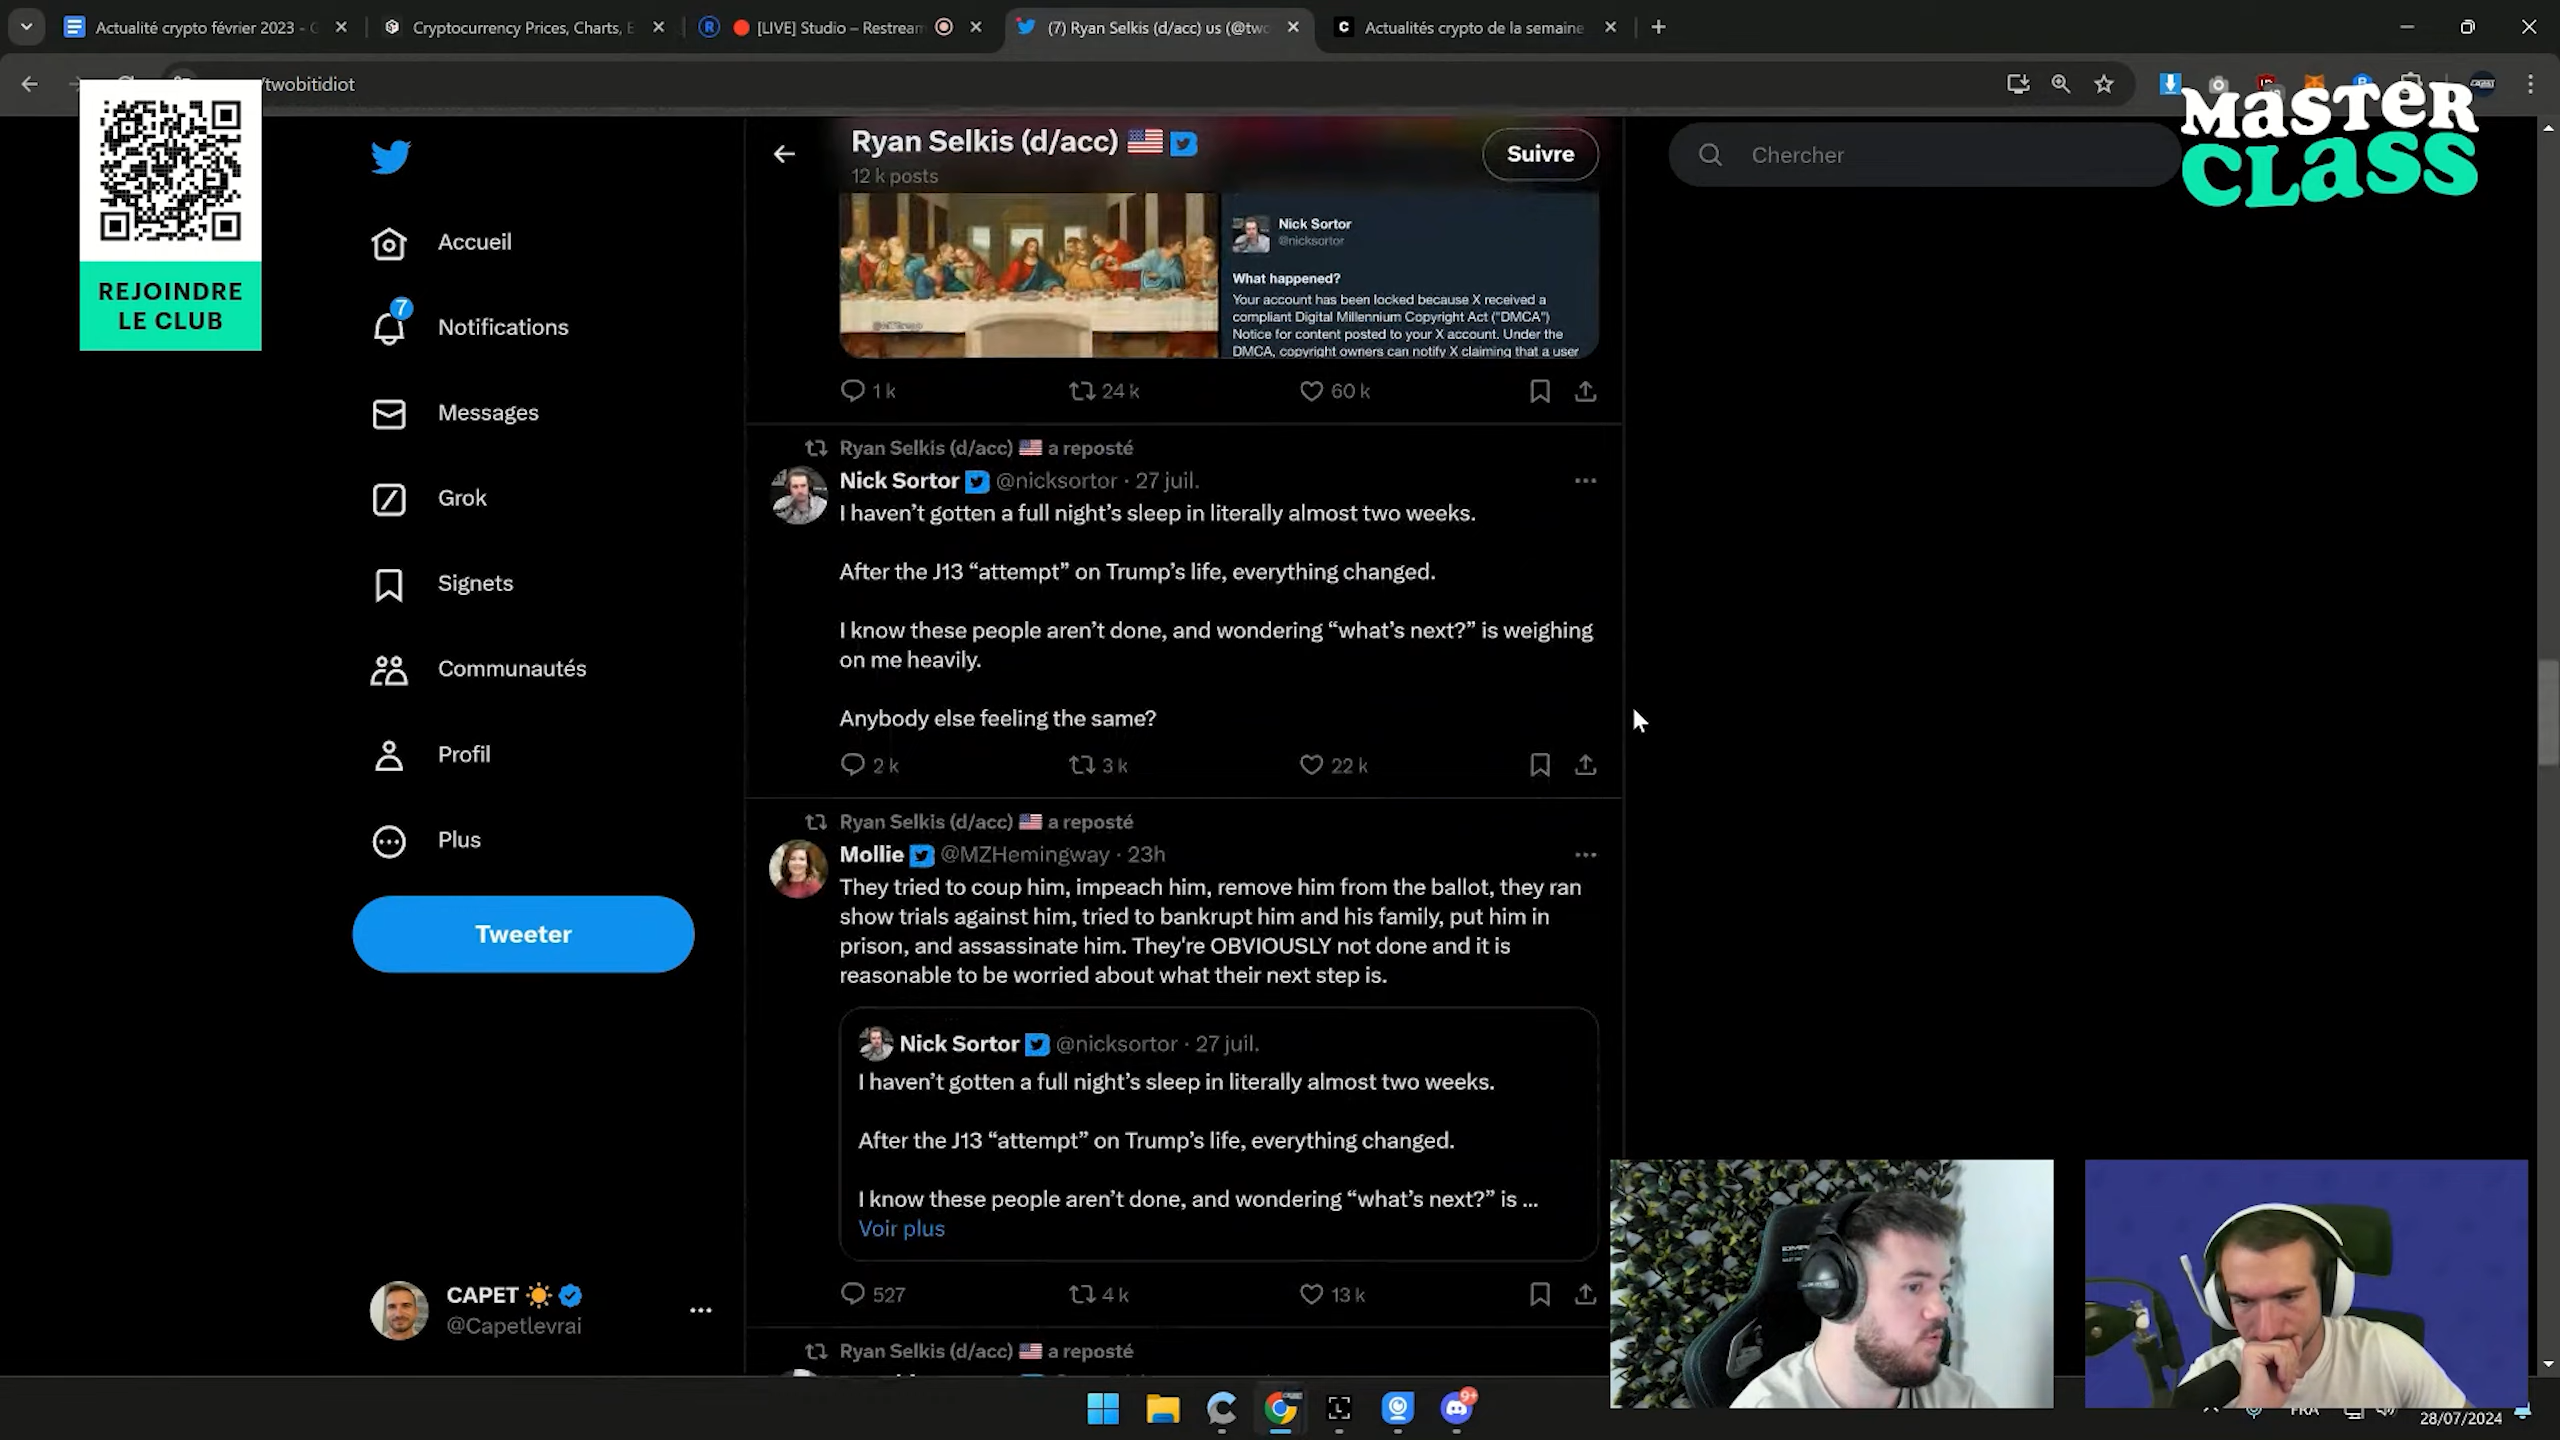 Actualité crypto février 2023 - G
Cryptocurrency Prices, Charts, E
[LIVE] Studio – Restream
(7) Ryan Selkis (d/acc) us (@two
Actualités crypto de la semaine
/twobitidiot
REJOINDRE
LE CLUB
MASTER
CLASS
Accueil
7
Notifications
Messages
Grok
Signets
Communautés
Profil
Plus
Tweeter
CAPET
@Capetlevrai
Ryan Selkis (d/acc)
12 k posts
Suivre
Chercher
Nick Sortor
@nicksortor
What happened?
Your account has been locked because X received a
compliant Digital Millennium Copyright Act ("DMCA")
Notice for content posted to your X account. Under the
DMCA, copyright owners can notify X claiming that a user
1 k 24 k 60 k
Ryan Selkis (d/acc) a reposté
Nick Sortor @nicksortor · 27 juil.
I haven’t gotten a full night’s sleep in literally almost two weeks.
After the J13 “attempt” on Trump’s life, everything changed.
I know these people aren’t done, and wondering “what’s next?” is weighing
on me heavily.
Anybody else feeling the same?
2 k 3 k 22 k
Ryan Selkis (d/acc) a reposté
Mollie @MZHemingway · 23h
They tried to coup him, impeach him, remove him from the ballot, they ran
show trials against him, tried to bankrupt him and his family, put him in
prison, and assassinate him. They're OBVIOUSLY not done and it is
reasonable to be worried about what their next step is.
Nick Sortor @nicksortor · 27 juil.
I haven’t gotten a full night’s sleep in literally almost two weeks.
After the J13 “attempt” on Trump’s life, everything changed.
I know these people aren’t done, and wondering “what’s next?” is ...
Voir plus
527 4 k 13 k
Ryan Selkis (d/acc) a reposté
9+
FRA
28/07/2024